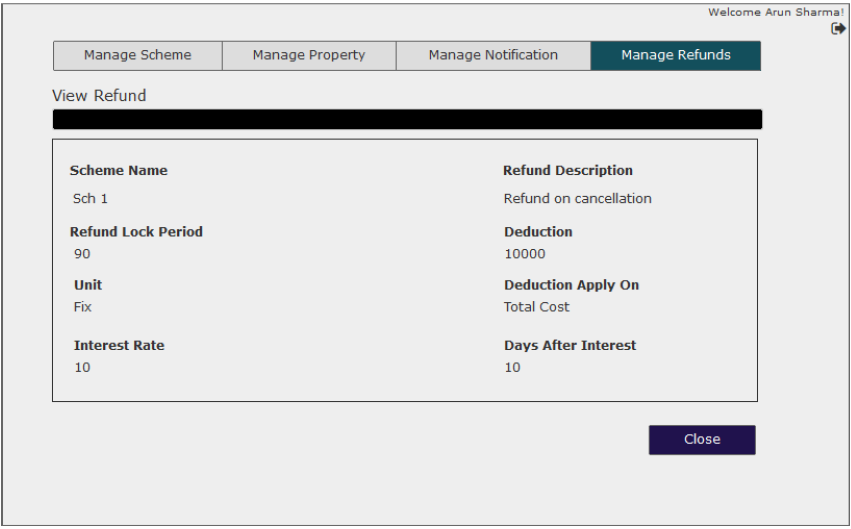 Welcome Arun Sharma!
Manage Scheme Manage Property Manage Notification Manage Refunds
View Refund
Scheme Name Refund Description
Sch 1 Refund on cancellation
Refund Lock Period Deduction
90 10000
Unit Deduction Apply On
Fix Total Cost
Interest Rate Days After Interest
10 10
Close